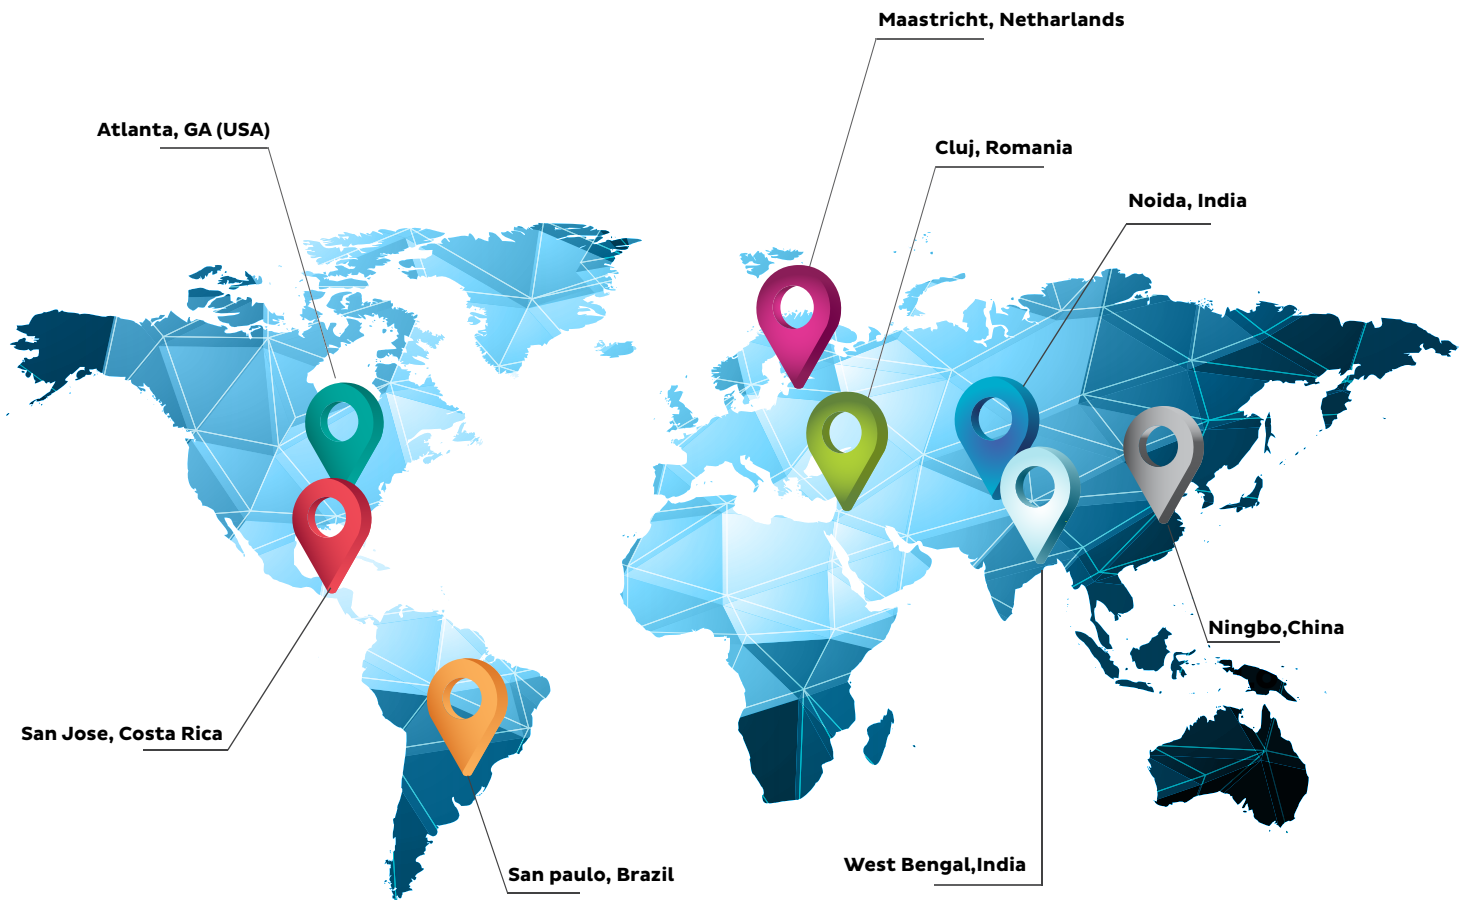 Maastricht, Netharlands
Atlanta, GA (USA)
Cluj, Romania
Noida, India
Ningbo,China
San Jose, Costa Rica
West Bengal,India
San paulo, Brazil